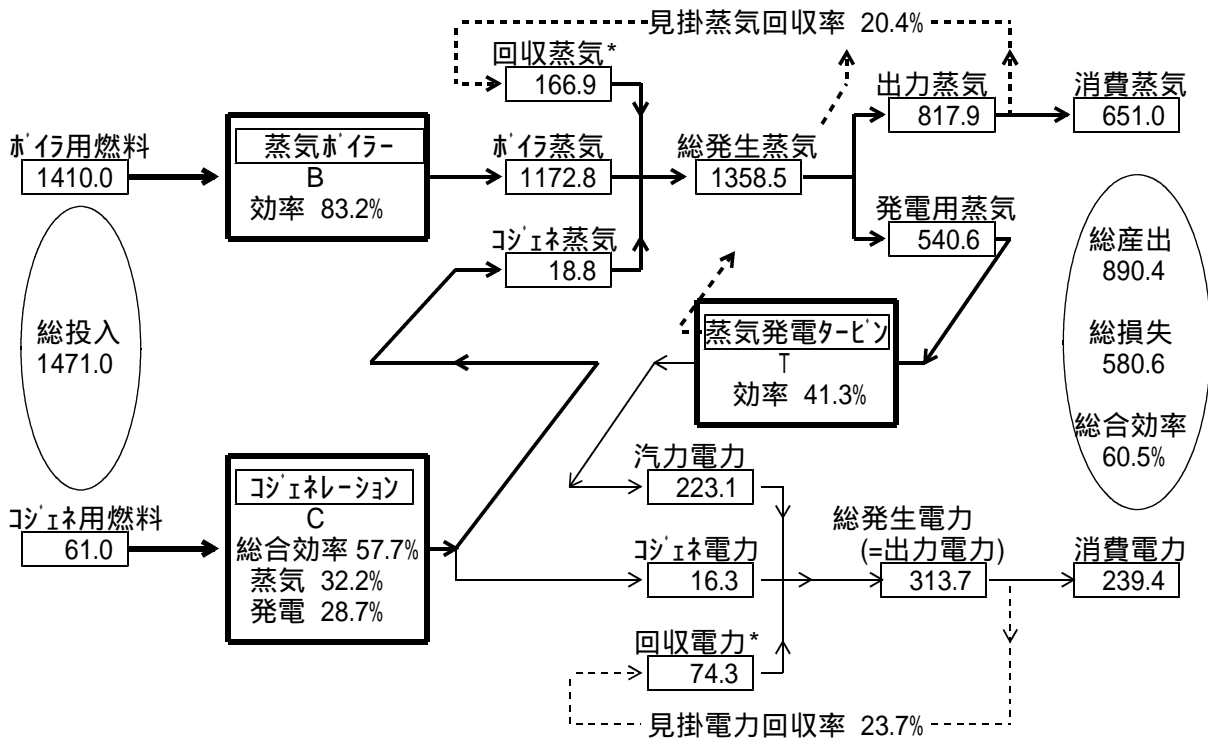 見掛蒸気回収率 20.4%
回収蒸気*
166.9
出力蒸気
817.9
消費蒸気
651.0
ﾎﾞｲﾗ用燃料
1410.0
蒸気ﾎﾞｲﾗｰ
B
効率 83.2%
ﾎﾞｲﾗ蒸気
1172.8
総発生蒸気
1358.5
発電用蒸気
540.6
ｺｼﾞｪﾈ蒸気
18.8
総投入
1471.0
蒸気発電ﾀｰﾋﾞﾝ
T
効率 41.3%
総産出
890.4
総損失
580.6
総合効率
60.5%
ｺｼﾞｪﾈ用燃料
61.0
ｺｼﾞｪﾈﾚｰｼｮﾝ
C
総合効率 57.7%
蒸気 32.2%
発電 28.7%
汽力電力
223.1
ｺｼﾞｪﾈ電力
16.3
総発生電力
(=出力電力)
313.7
消費電力
239.4
回収電力*
74.3
見掛電力回収率 23.7%